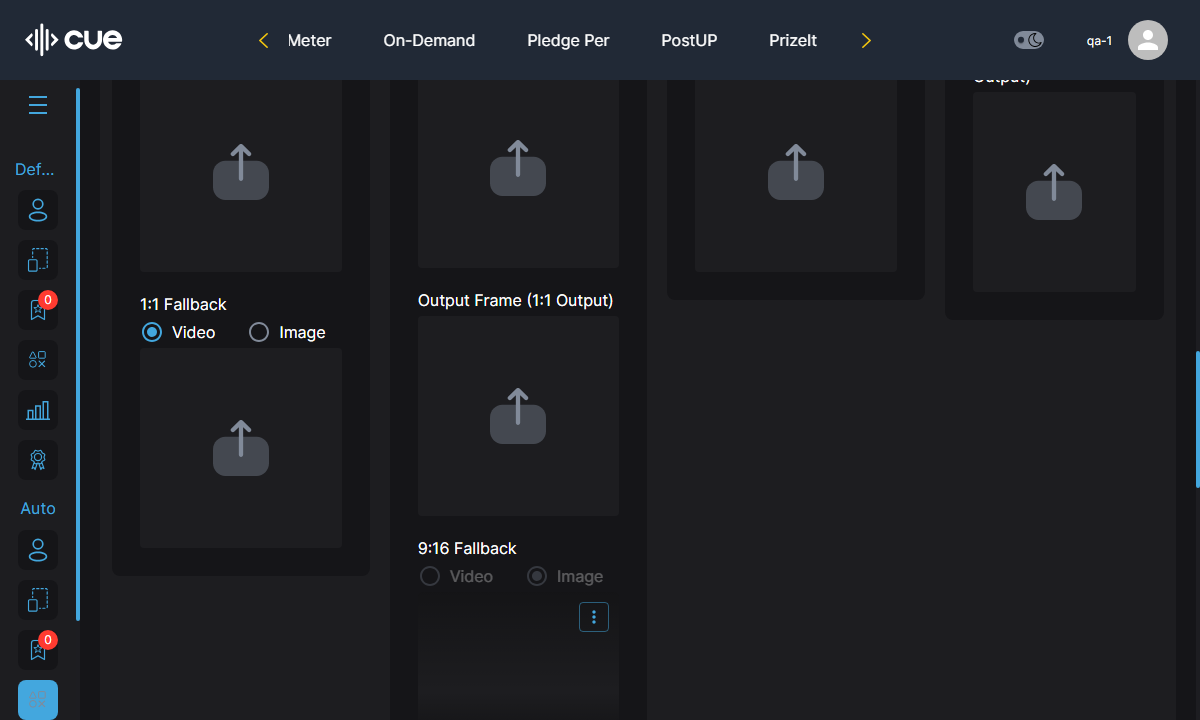 cue
Meter
On-Demand
Pledge Per
PostUP
PrizeIt
qa-1
Def...
0
Auto
0
1:1 Fallback
Video
Image
Output Frame (1:1 Output)
9:16 Fallback
Video
Image
Output)